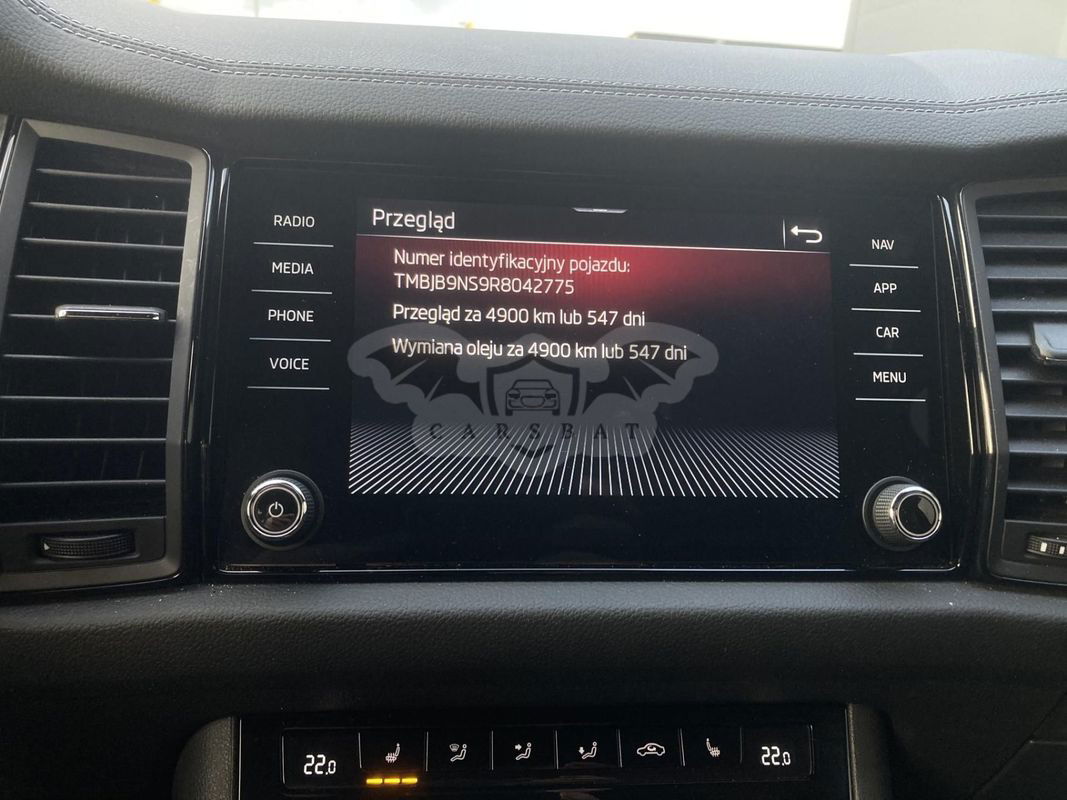 RADIO
MEDIA
PHONE
VOICE
Przegląd
Numer identyfikacyjny pojazdu:
TMBJB9NS9R8042775
Przegląd za 4900 km lub 547 dni
Wymiana oleju za 4900 km lub 547 dni
CARSBAT
NAV
APP
CAR
MENU
22.0
22.0